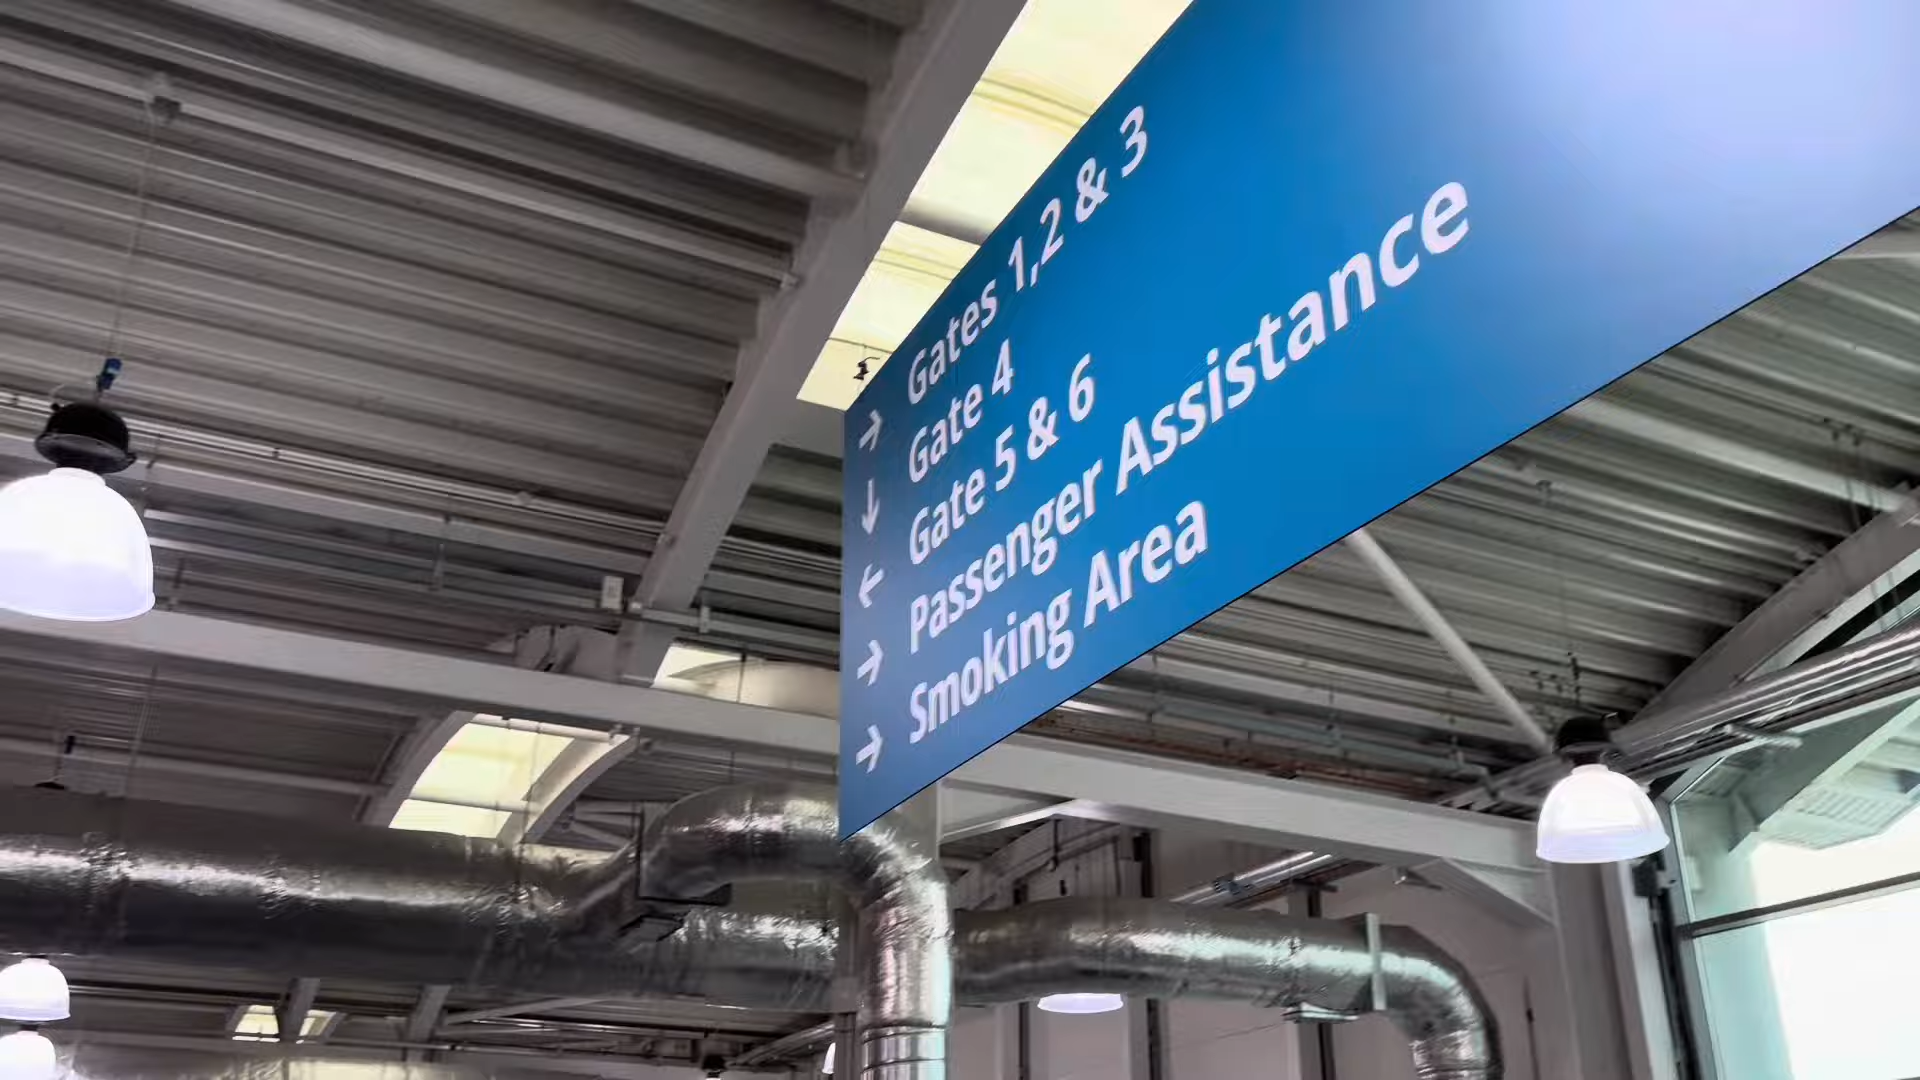 → Gates 1,2 & 3
↓ Gate 4
← Gate 5 & 6
→ Passenger Assistance
→ Smoking Area